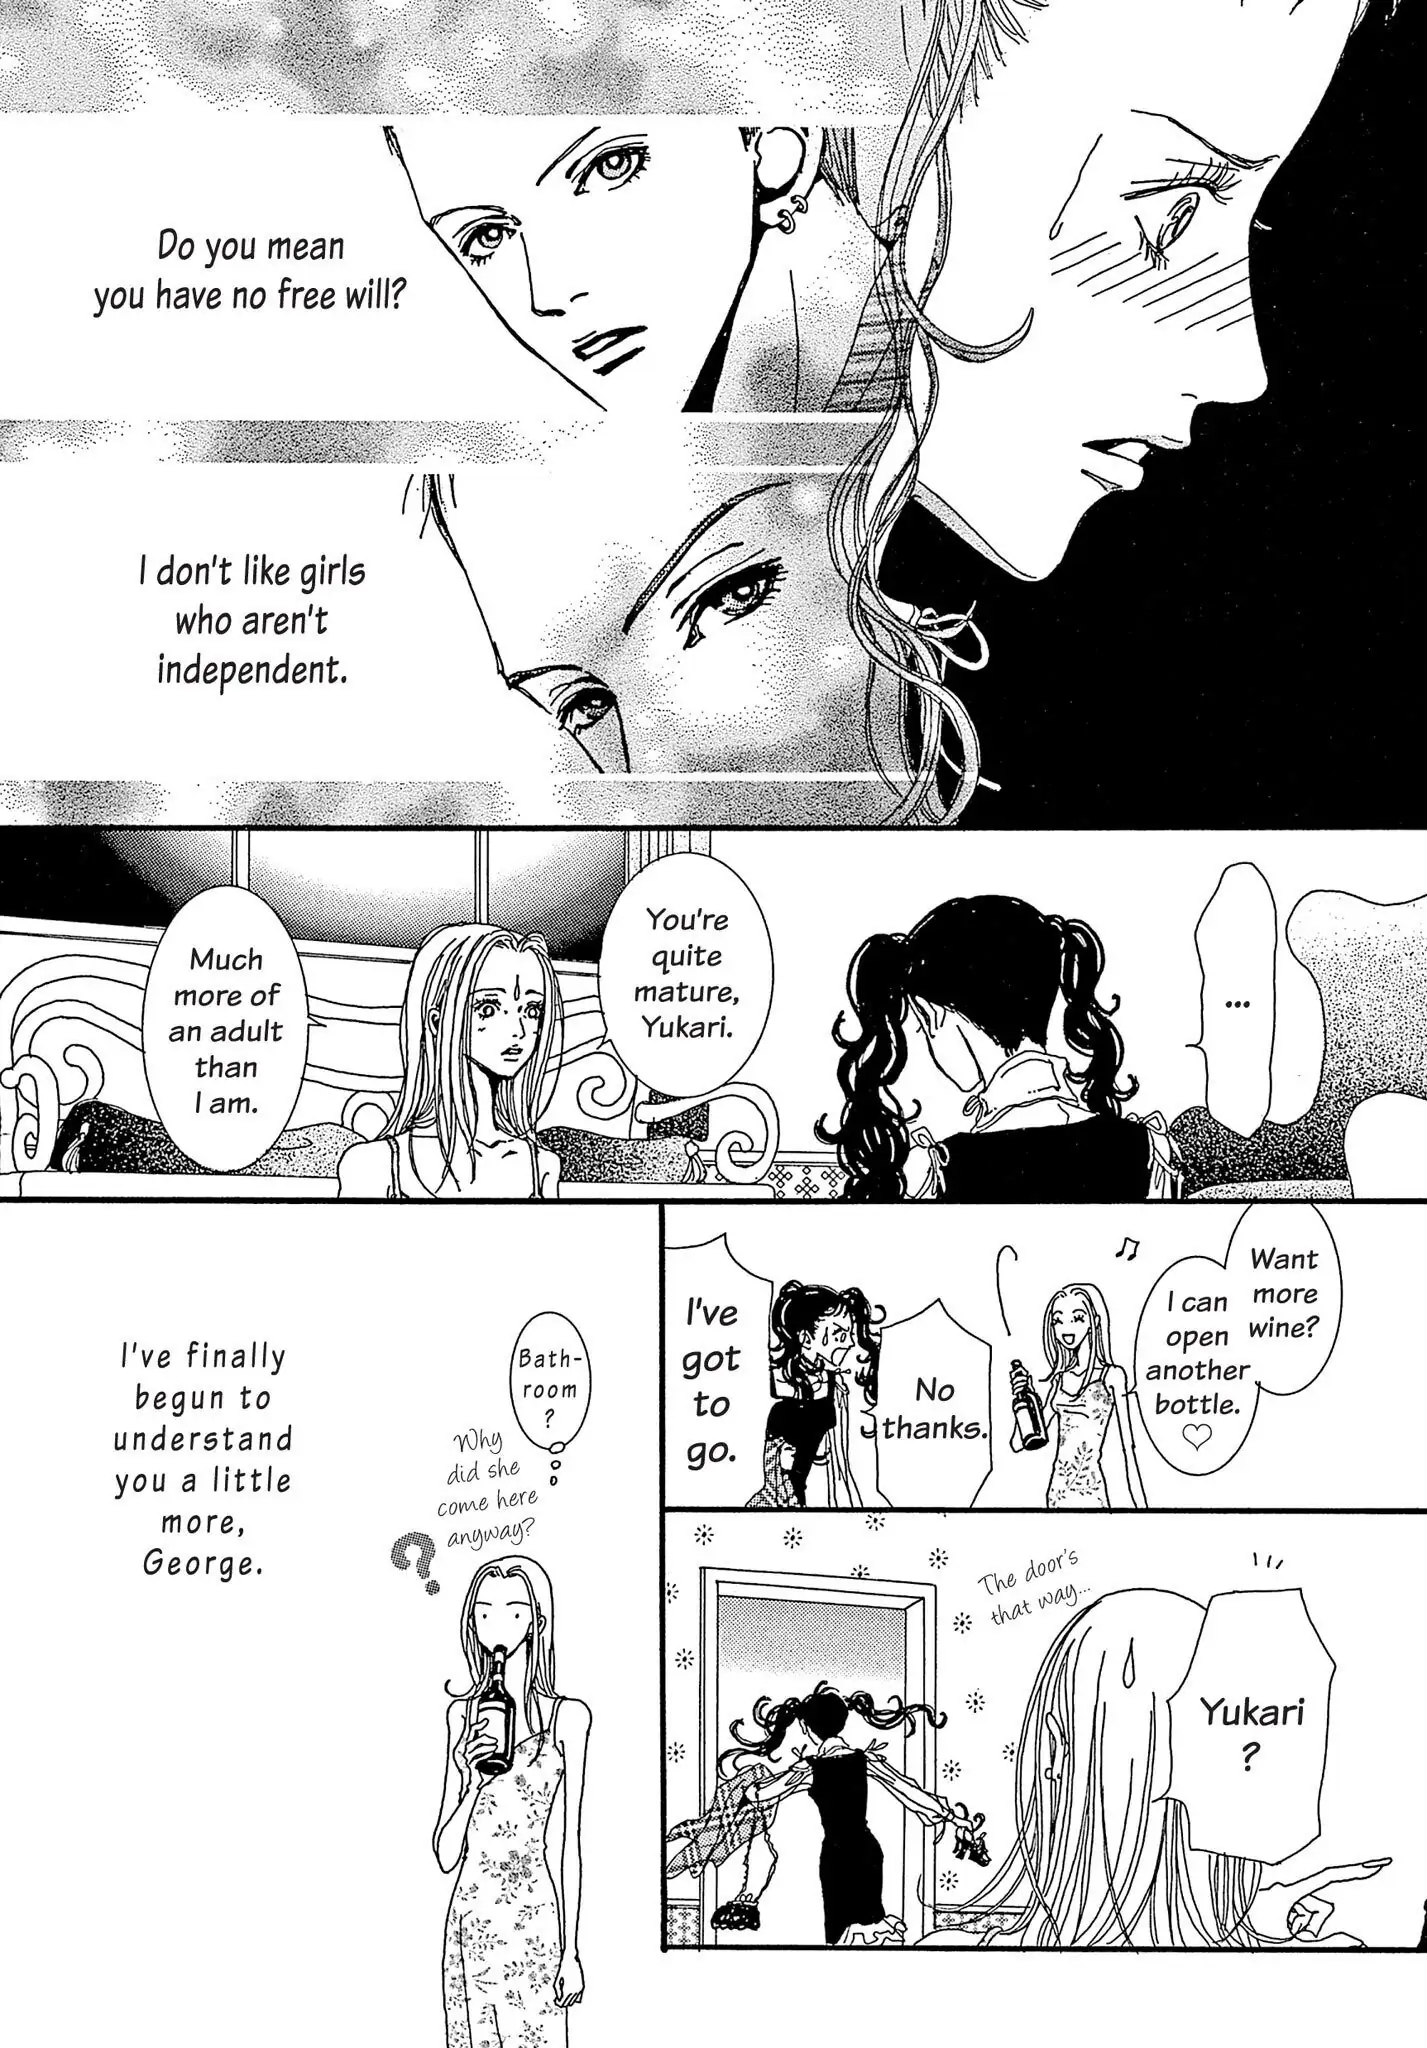 Do you mean
you have no free will?
I don't like girls
who aren't
independent.
You're
quite
mature,
Yukari.
Much
more of
an adult
than
I am.
...
Want
more
wine?
I can
open
another
bottle.
♡
No
thanks.
I've
got
to
go.
Yukari
?
The door's
that way...
Bath-
room
?
Why
did she
come here
anyway?
?
I've finally
begun to
understand
you a little
more,
George.